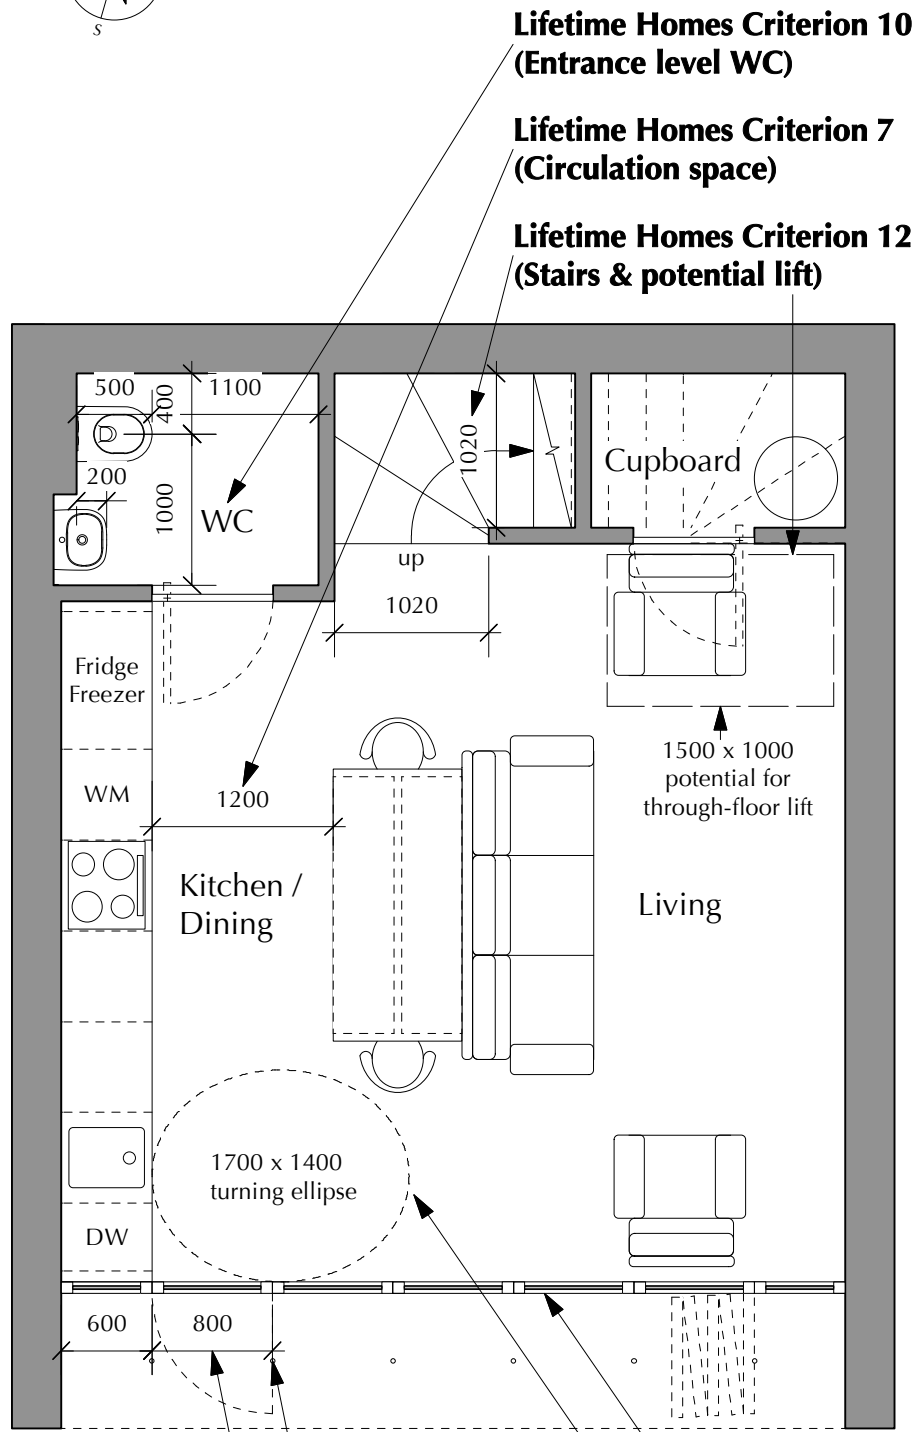 S
Lifetime Homes Criterion 10
(Entrance level WC)
Lifetime Homes Criterion 7
(Circulation space)
Lifetime Homes Criterion 12
(Stairs & potential lift)
500
400
1100
200
1000
WC
1020
Cupboard
up
1020
Fridge
Freezer
1500 x 1000
potential for
through-floor lift
WM
1200
Kitchen /
Dining
Living
1700 x 1400
turning ellipse
DW
600
800